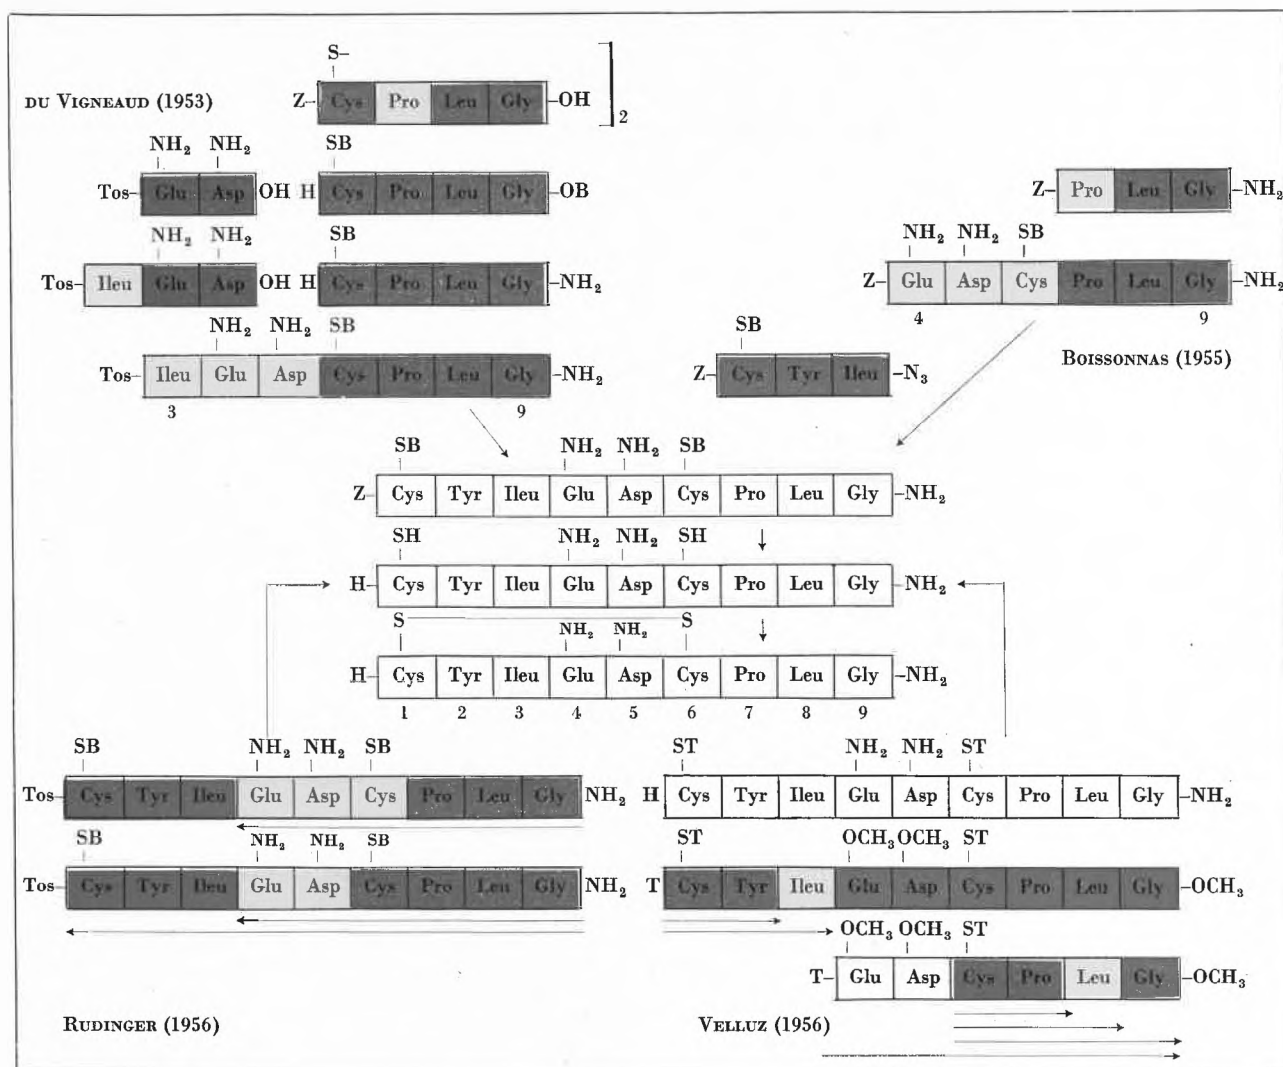 S–
Z– Cys Pro Leu Gly –OH
2
DU VIGNEAUD (1953)
NH₂ NH₂ SB
Tos– Glu Asp OH H Cys Pro Leu Gly –OB
Z– Pro Leu Gly –NH₂
NH₂ NH₂ SB
Tos– Ileu Glu Asp OH H Cys Pro Leu Gly –NH₂
NH₂ NH₂ SB
Z– Glu Asp Cys Pro Leu Gly –NH₂
4 9
BOISSONNAS (1955)
NH₂ NH₂ SB
Tos– Ileu Glu Asp Cys Pro Leu Gly –NH₂
3 9
SB
Z– Cys Tyr Ileu –N₃
SB NH₂ NH₂ SB
Z– Cys Tyr Ileu Glu Asp Cys Pro Leu Gly –NH₂
SH NH₂ NH₂ SH
H– Cys Tyr Ileu Glu Asp Cys Pro Leu Gly –NH₂
S NH₂ NH₂ S
H– Cys Tyr Ileu Glu Asp Cys Pro Leu Gly –NH₂
1 2 3 4 5 6 7 8 9
SB NH₂ NH₂ SB
Tos– Cys Tyr Ileu Glu Asp Cys Pro Leu Gly NH₂
SB NH₂ NH₂ SB
Tos– Cys Tyr Ileu Glu Asp Cys Pro Leu Gly NH₂
RUDINGER (1956)
ST NH₂ NH₂ ST
H Cys Tyr Ileu Glu Asp Cys Pro Leu Gly –NH₂
ST OCH₃ OCH₃ ST
T Cys Tyr Ileu Glu Asp Cys Pro Leu Gly –OCH₃
OCH₃ OCH₃ ST
T– Glu Asp Cys Pro Leu Gly –OCH₃
VELLUZ (1956)